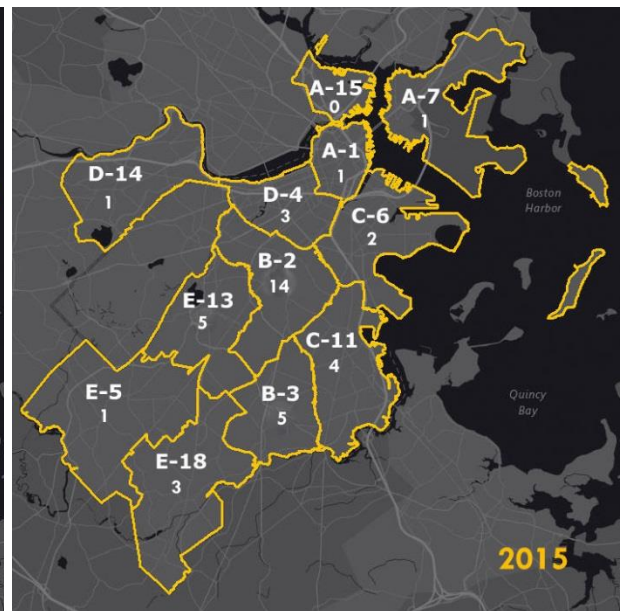 A-15
0
A-7
1
A-1
1
D-14
1
D-4
3
C-6
2
Boston
Harbor
B-2
14
E-13
5
C-11
4
E-5
1
B-3
5
Quincy
Bay
E-18
3
2015